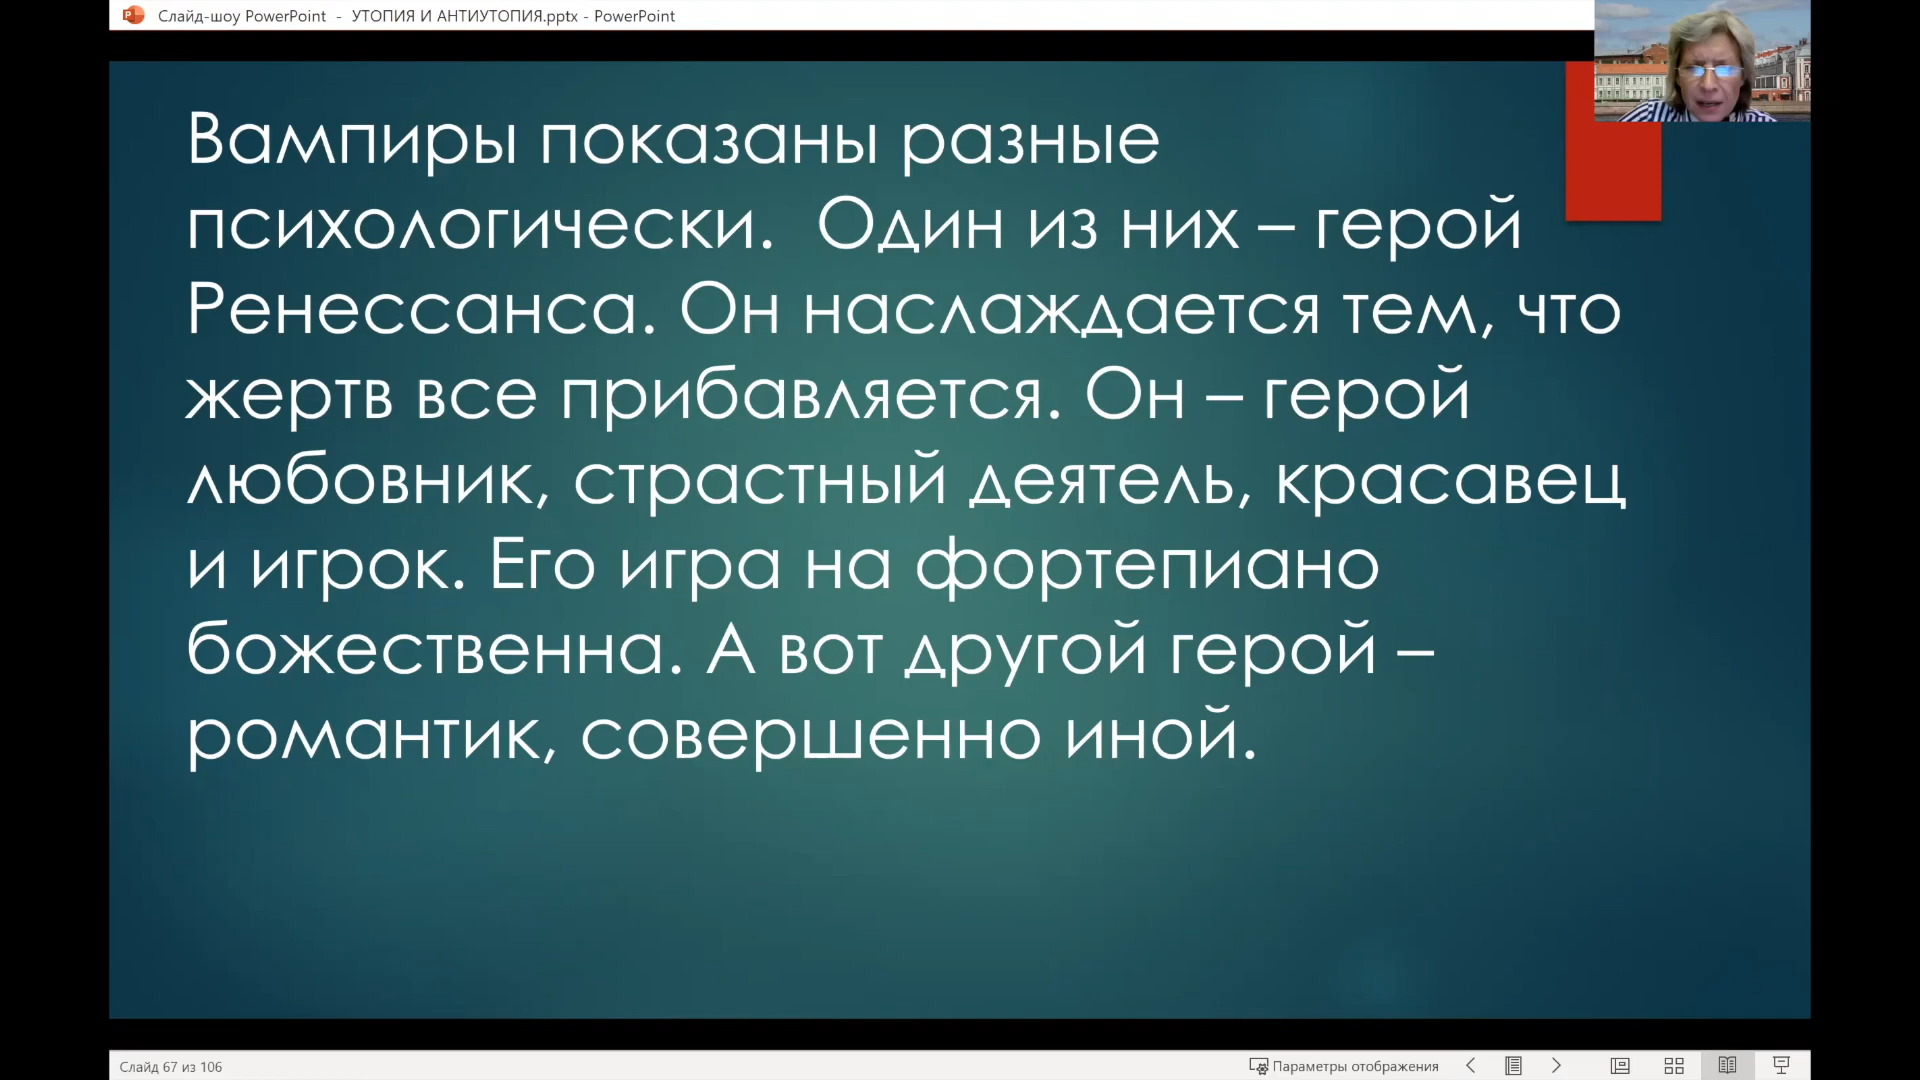 Слайд-шоу PowerPoint - УТОПИЯ И АНТИУТОПИЯ.pptx - PowerPoint
Вампиры показаны разные
психологически. Один из них – герой
Ренессанса. Он наслаждается тем, что
жертв все прибавляется. Он – герой
любовник, страстный деятель, красавец
и игрок. Его игра на фортепиано
божественна. А вот другой герой –
романтик, совершенно иной.
Слайд 67 из 106
Параметры отображения